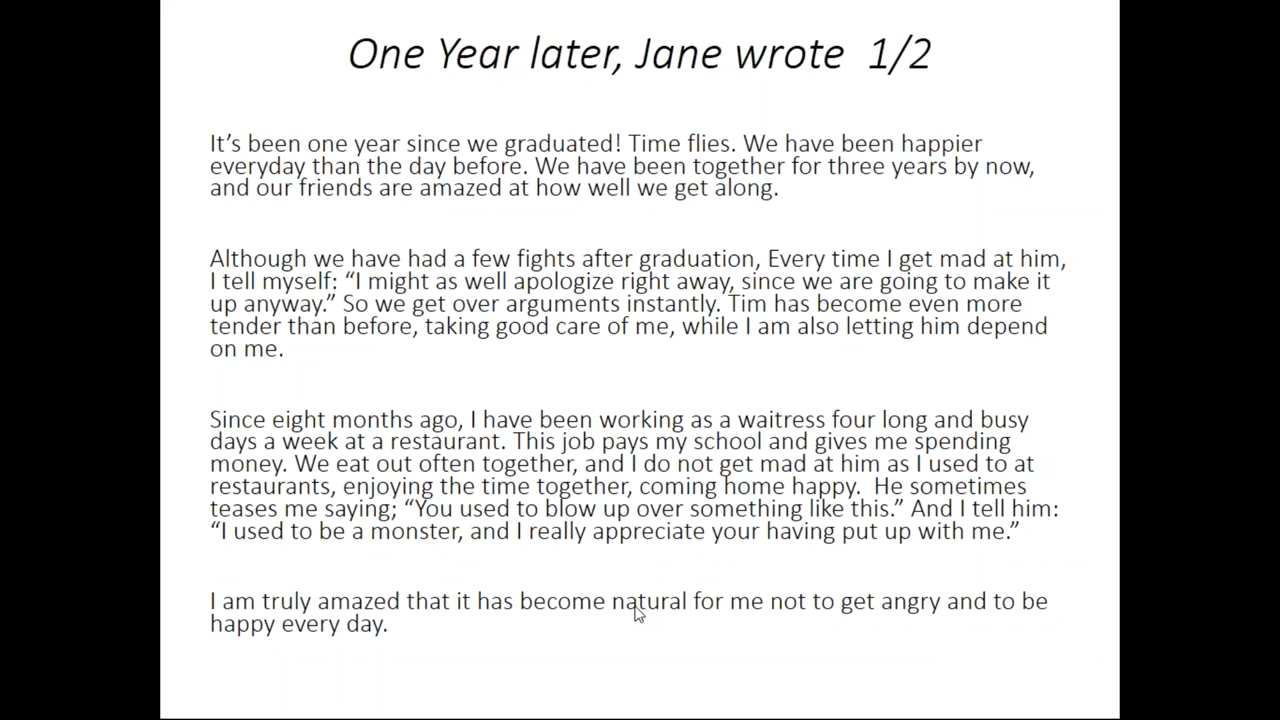 One Year later, Jane wrote 1/2
It’s been one year since we graduated! Time flies. We have been happier
everyday than the day before. We have been together for three years by now,
and our friends are amazed at how well we get along.
Although we have had a few fights after graduation, Every time I get mad at him,
I tell myself: “I might as well apologize right away, since we are going to make it
up anyway.” So we get over arguments instantly. Tim has become even more
tender than before, taking good care of me, while I am also letting him depend
on me.
Since eight months ago, I have been working as a waitress four long and busy
days a week at a restaurant. This job pays my school and gives me spending
money. We eat out often together, and I do not get mad at him as I used to at
restaurants, enjoying the time together, coming home happy.  He sometimes
teases me saying; “You used to blow up over something like this.” And I tell him:
“I used to be a monster, and I really appreciate your having put up with me.”
I am truly amazed that it has become natural for me not to get angry and to be
happy every day.